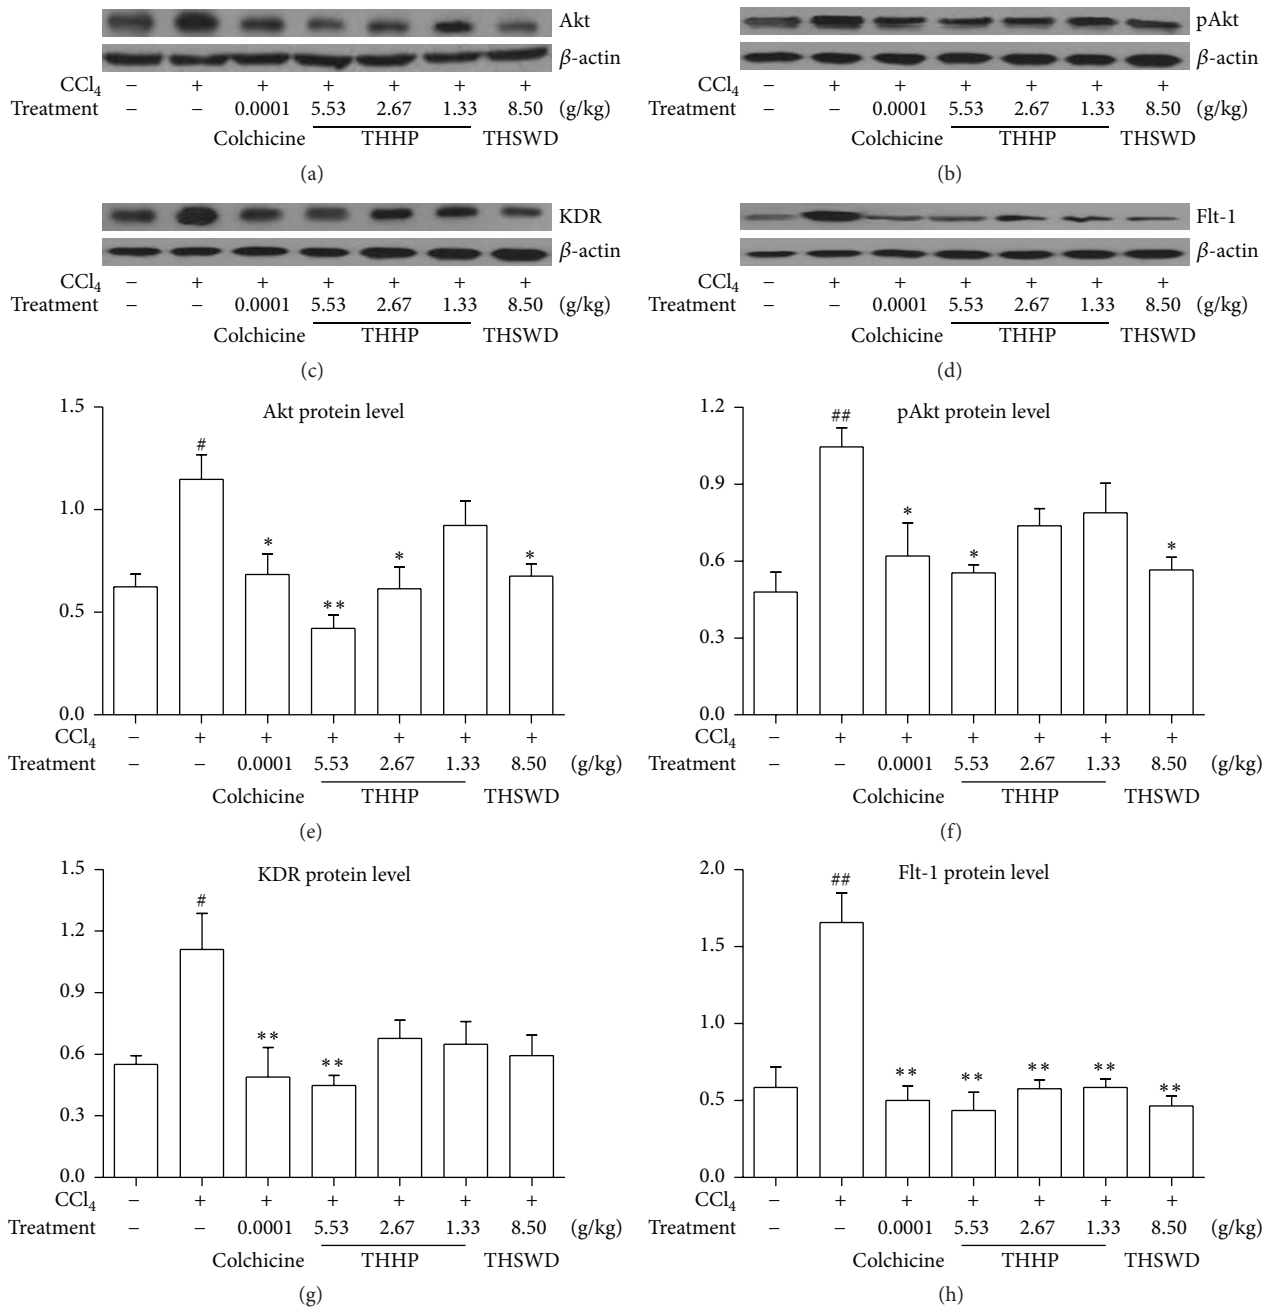 Akt
β-actin
CCl4 − + + + + + +
Treatment − − 0.0001 5.53 2.67 1.33 8.50 (g/kg)
Colchicine THHP THSWD
(a)
pAkt
β-actin
CCl4 − + + + + + +
Treatment − − 0.0001 5.53 2.67 1.33 8.50 (g/kg)
Colchicine THHP THSWD
(b)
KDR
β-actin
CCl4 − + + + + + +
Treatment − − 0.0001 5.53 2.67 1.33 8.50 (g/kg)
Colchicine THHP THSWD
(c)
Flt-1
β-actin
CCl4 − + + + + + +
Treatment − − 0.0001 5.53 2.67 1.33 8.50 (g/kg)
Colchicine THHP THSWD
(d)
Akt protein level
1.5
1.0
0.5
0.0
# * ** * *
CCl4 − + + + + + +
Treatment − − 0.0001 5.53 2.67 1.33 8.50 (g/kg)
Colchicine THHP THSWD
(e)
pAkt protein level
1.2
0.9
0.6
0.3
0.0
## * * *
CCl4 − + + + + + +
Treatment − − 0.0001 5.53 2.67 1.33 8.50 (g/kg)
Colchicine THHP THSWD
(f)
KDR protein level
1.5
1.2
0.9
0.6
0.3
0.0
# ** **
CCl4 − + + + + + +
Treatment − − 0.0001 5.53 2.67 1.33 8.50 (g/kg)
Colchicine THHP THSWD
(g)
Flt-1 protein level
2.0
1.5
1.0
0.5
0.0
## ** ** ** ** **
CCl4 − + + + + + +
Treatment − − 0.0001 5.53 2.67 1.33 8.50 (g/kg)
Colchicine THHP THSWD
(h)